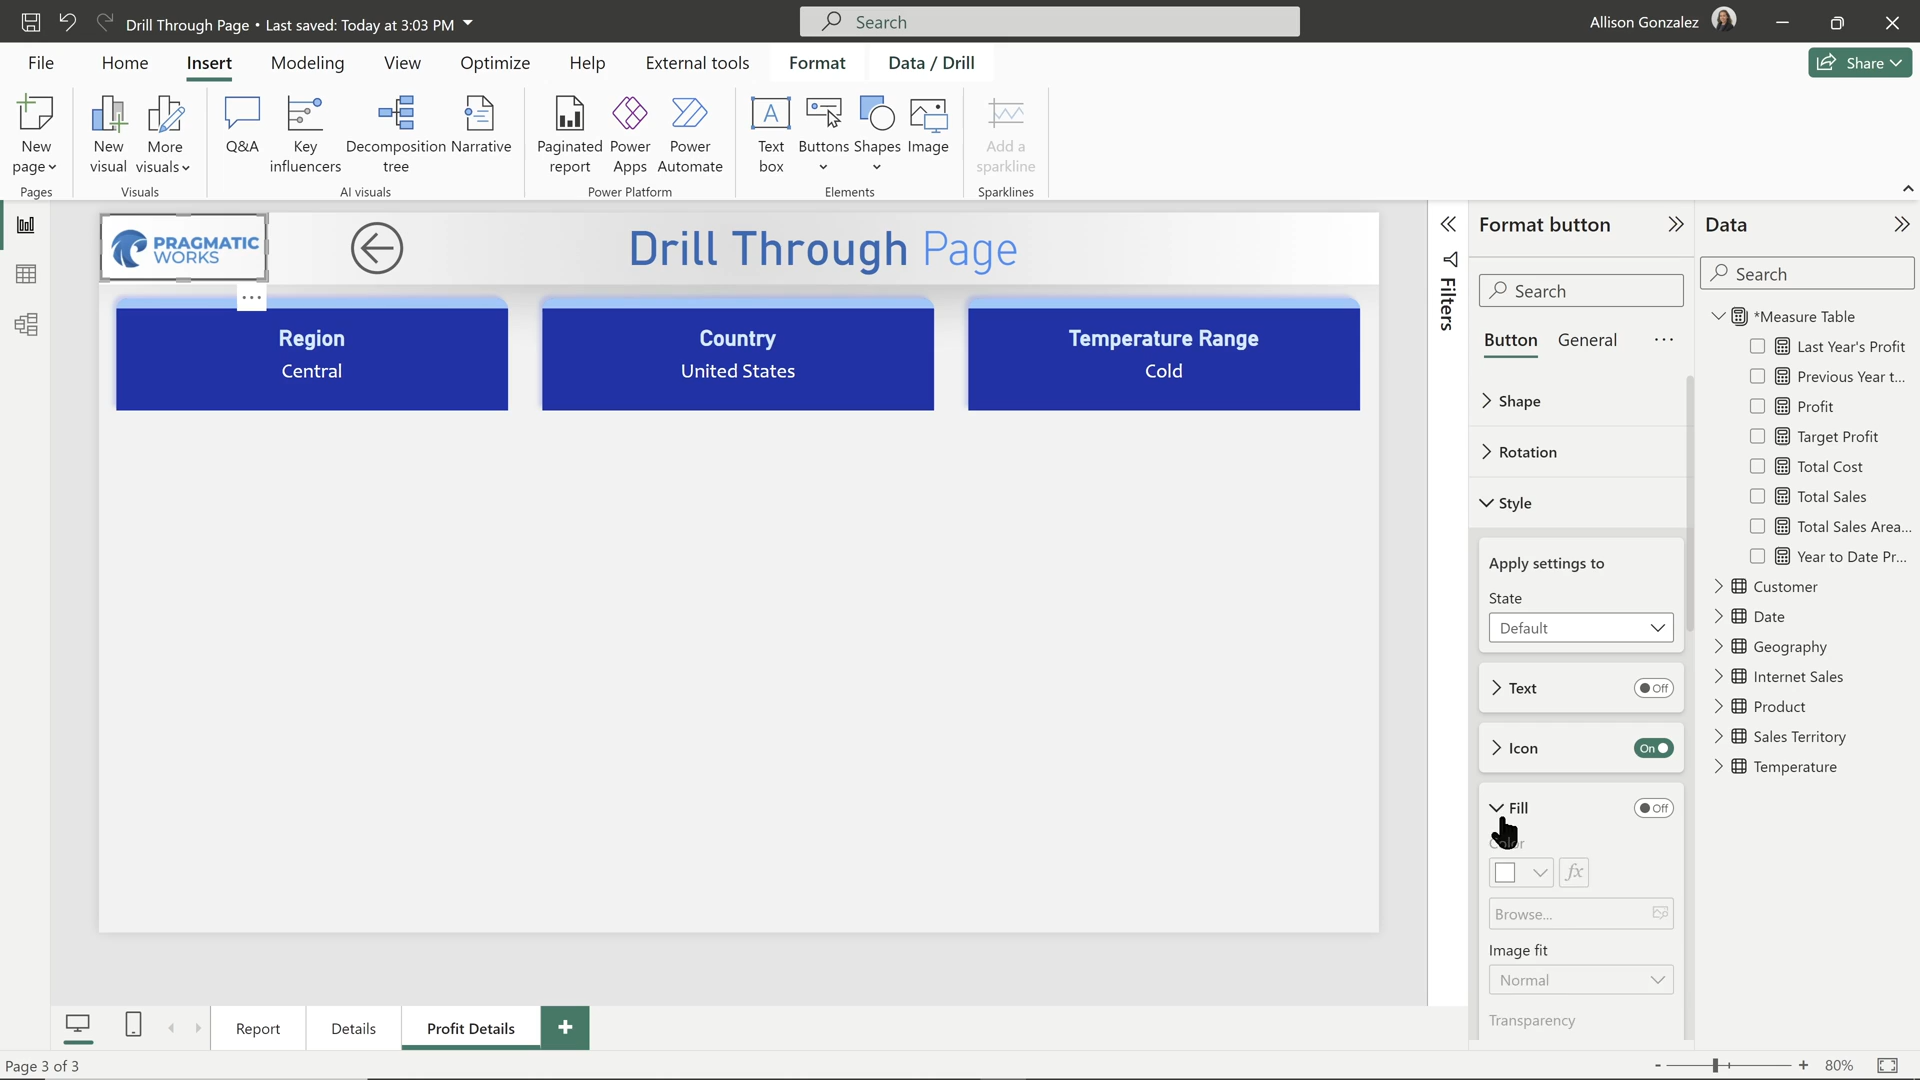 Drill Through Page • Last saved: Today at 3:03 PM
Search
Allison Gonzalez
File
Home
Insert
Modeling
View
Optimize
Help
External tools
Format
Data / Drill
Share
New page
New visual
More visuals
Q&A
Key influencers
Decomposition tree
Narrative
Paginated report
Power Apps
Power Automate
Text box
Buttons
Shapes
Image
Add a sparkline
Pages
Visuals
AI visuals
Power Platform
Elements
Sparklines
PRAGMATIC
WORKS
Drill Through Page
...
Region
Central
Country
United States
Temperature Range
Cold
Filters
Format button
Search
Button
General
...
Shape
Rotation
Style
Apply settings to
State
Default
Text
Off
Icon
On
Fill
Off
Color
fx
Browse...
Image fit
Normal
Transparency
Data
Search
*Measure Table
Last Year's Profit
Previous Year t...
Profit
Target Profit
Total Cost
Total Sales
Total Sales Area...
Year to Date Pr...
Customer
Date
Geography
Internet Sales
Product
Sales Territory
Temperature
Report
Details
Profit Details
+
Page 3 of 3
- + 80%